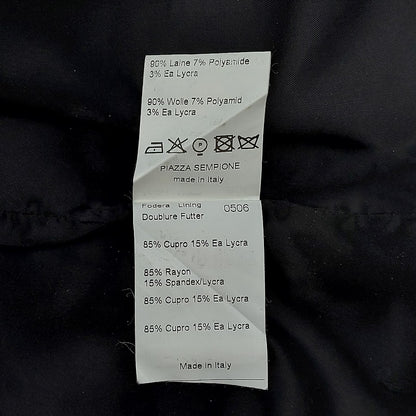 90% Laine 7% Polyamide
3% Ea Lycra
90% Wolle 7% Polyamid
3% Ea Lycra
P
PIAZZA SEMPIONE
made in Italy
Fodera Lining
0506
Doublure Futter
85% Cupro 15% Ea Lycra
85% Rayon
15% Spandex/Lycra
85% Cupro 15% Ea Lycra
85% Cupro 15% Ea Lycra
Made in Italy